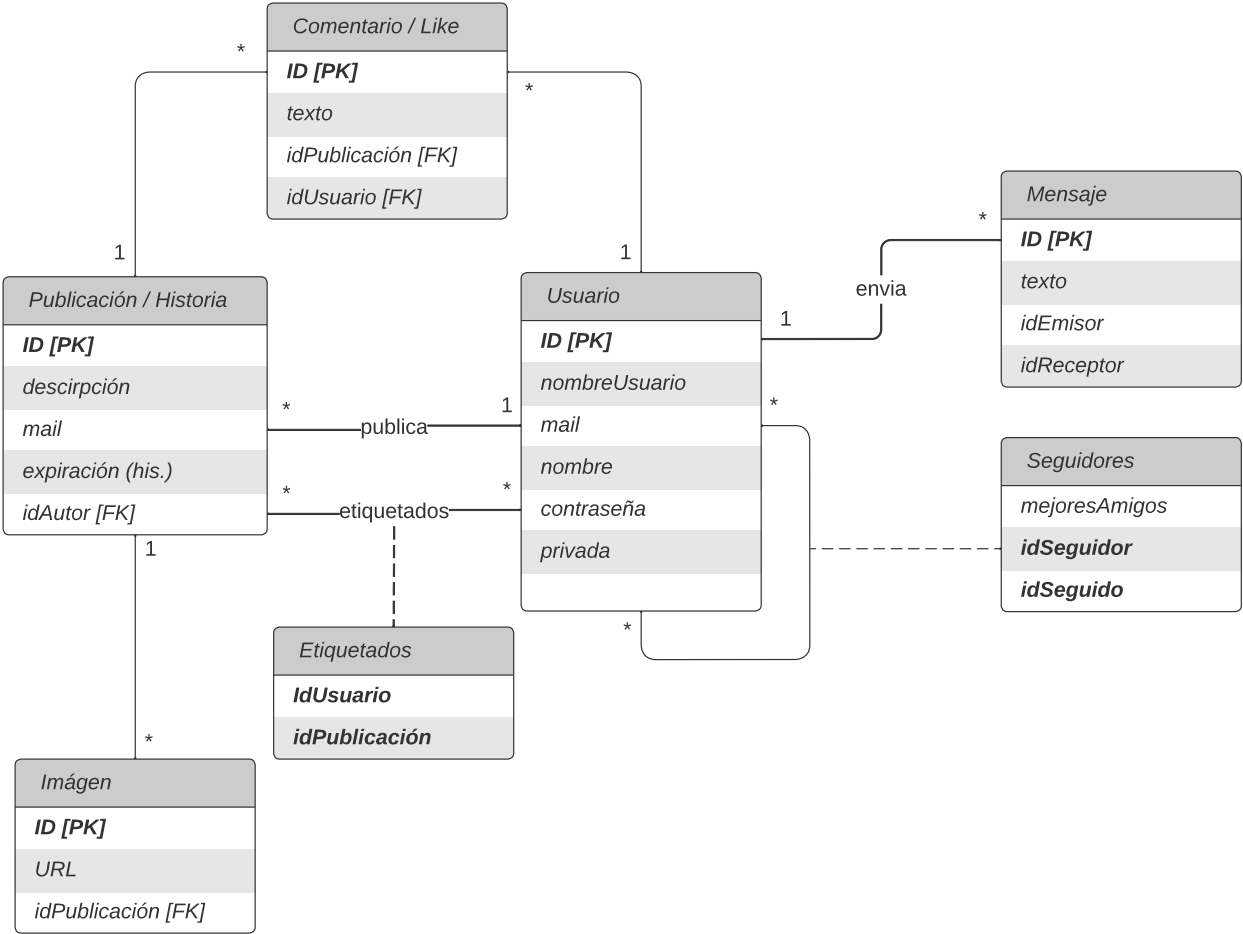 Comentario / Like
ID [PK]
texto
idPublicación [FK]
idUsuario [FK]
*
*
1
1
Publicación / Historia
ID [PK]
descirpción
mail
expiración (his.)
idAutor [FK]
*
publica
1
*
etiquetados
*
Usuario
ID [PK]
nombreUsuario
mail
nombre
contraseña
privada
1
envia
*
*
*
Mensaje
ID [PK]
texto
idEmisor
idReceptor
Seguidores
mejoresAmigos
idSeguidor
idSeguido
Etiquetados
IdUsuario
idPublicación
1
*
Imágen
ID [PK]
URL
idPublicación [FK]